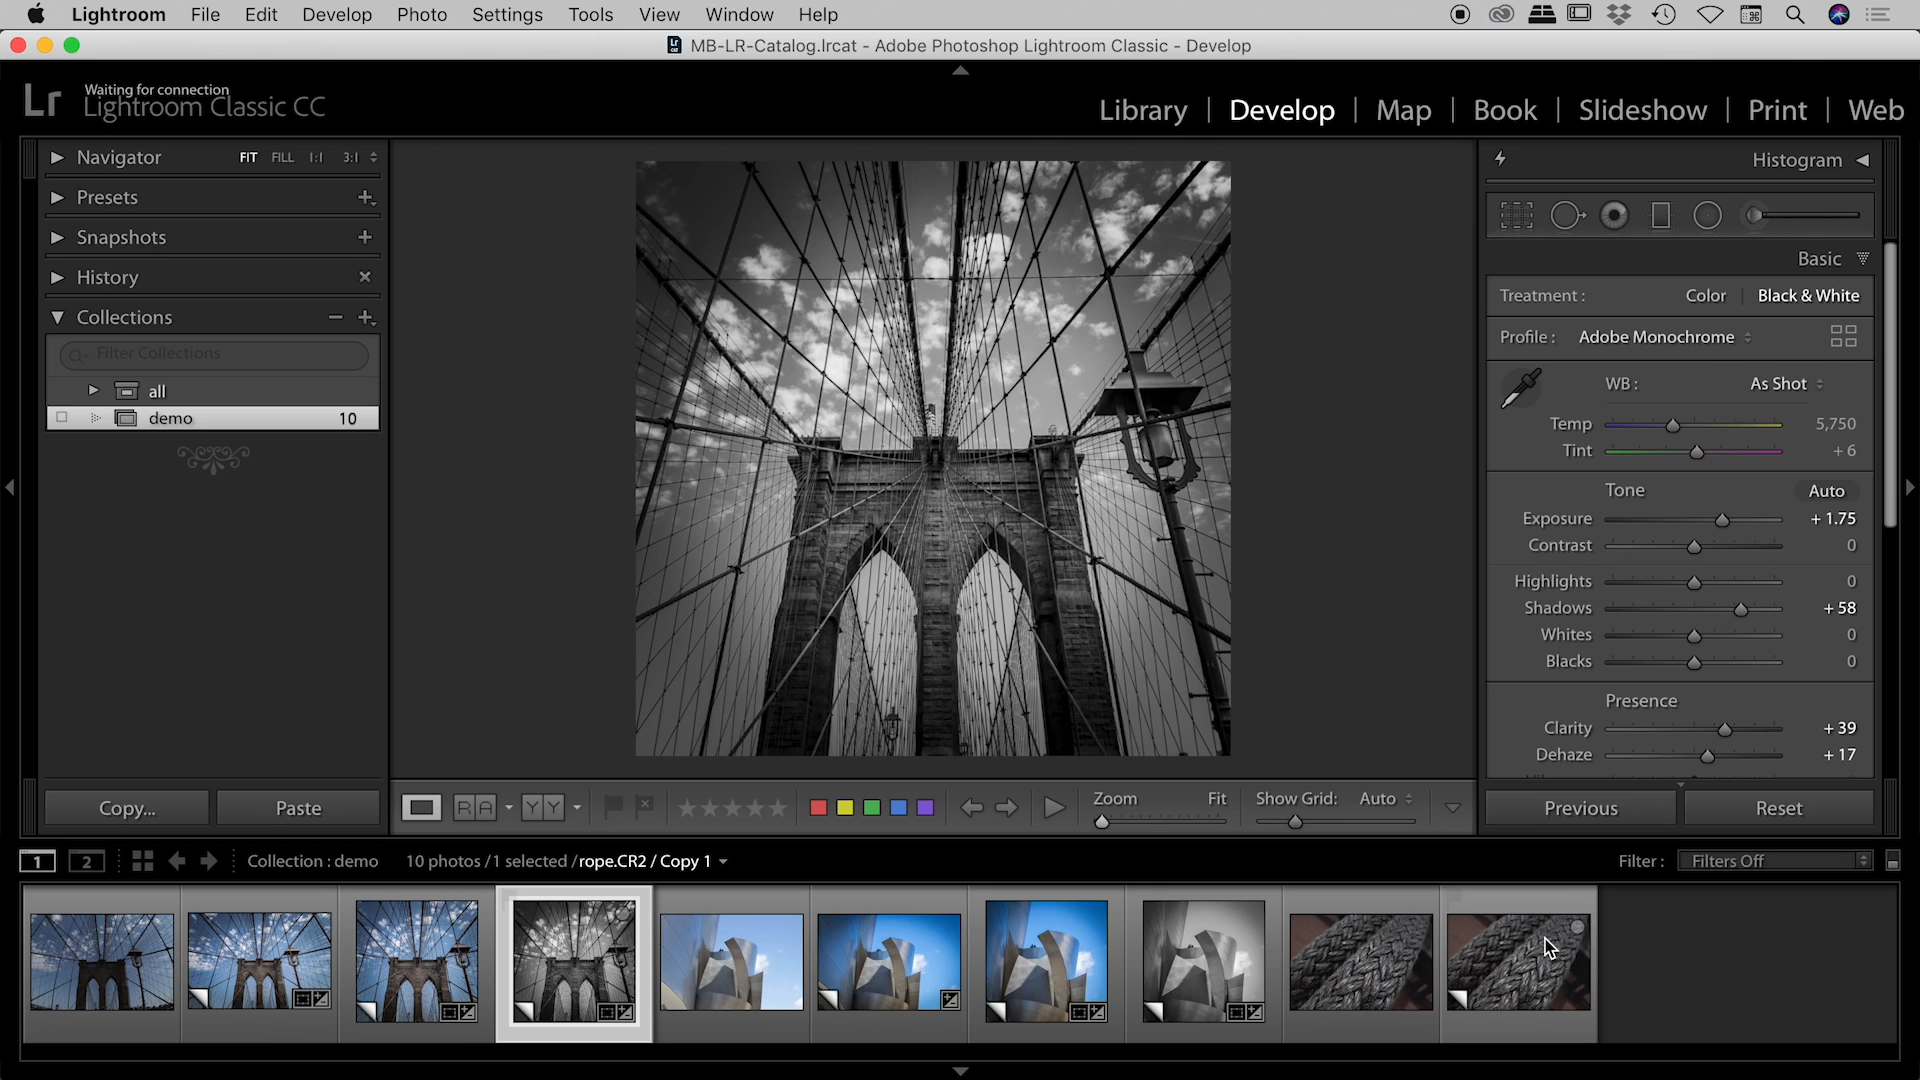 Lightroom File Edit Develop Photo Settings Tools View Window Help
MB-LR-Catalog.lrcat - Adobe Photoshop Lightroom Classic - Develop
Lr Waiting for connection
Lightroom Classic CC
Library | Develop | Map | Book | Slideshow | Print | Web
Navigator FIT FILL 1:1 3:1
Presets
Snapshots
History
Collections
Filter Collections
all
demo 10
Copy... Paste
Histogram
Basic
Treatment : Color Black & White
Profile : Adobe Monochrome
WB : As Shot
Temp 5,750
Tint + 6
Tone Auto
Exposure + 1.75
Contrast 0
Highlights 0
Shadows + 58
Whites 0
Blacks 0
Presence
Clarity + 39
Dehaze + 17
R A Y Y Zoom Fit Show Grid: Auto
Previous Reset
1 2 Collection : demo 10 photos / 1 selected / rope.CR2 / Copy 1 Filter : Filters Off